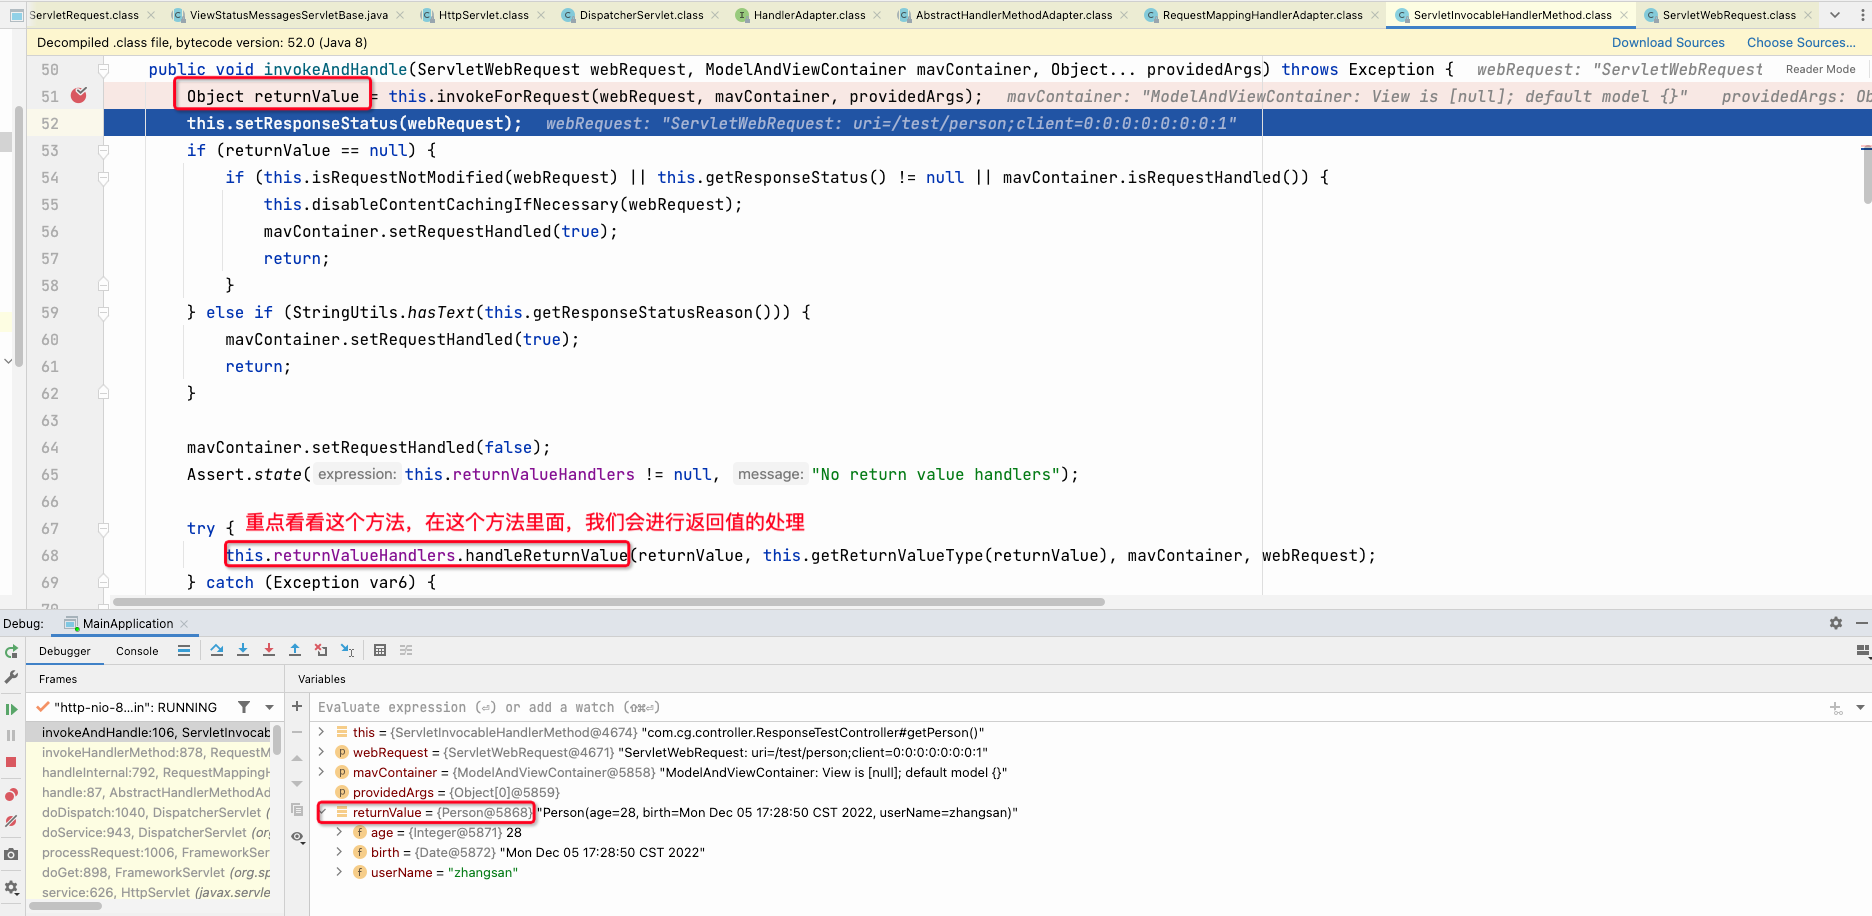 ServletRequest.class
ViewStatusMessagesServletBase.java
HttpServlet.class
DispatcherServlet.class
HandlerAdapter.class
AbstractHandlerMethodAdapter.class
RequestMappingHandlerAdapter.class
ServletInvocableHandlerMethod.class
ServletWebRequest.class
Decompiled .class file, bytecode version: 52.0 (Java 8) Download Sources Choose Sources...
50 public void invokeAndHandle(ServletWebRequest webRequest, ModelAndViewContainer mavContainer, Object... providedArgs) throws Exception { webRequest: "ServletWebRequest Reader Mode
51 Object returnValue = this.invokeForRequest(webRequest, mavContainer, providedArgs); mavContainer: "ModelAndViewContainer: View is [null]; default model {}" providedArgs: Ob
52 this.setResponseStatus(webRequest); webRequest: "ServletWebRequest: uri=/test/person;client=0:0:0:0:0:0:0:1"
53 if (returnValue == null) {
54 if (this.isRequestNotModified(webRequest) || this.getResponseStatus() != null || mavContainer.isRequestHandled()) {
55 this.disableContentCachingIfNecessary(webRequest);
56 mavContainer.setRequestHandled(true);
57 return;
58 }
59 } else if (StringUtils.hasText(this.getResponseStatusReason())) {
60 mavContainer.setRequestHandled(true);
61 return;
62 }
63
64 mavContainer.setRequestHandled(false);
65 Assert.state( expression: this.returnValueHandlers != null, message: "No return value handlers");
66
67 try { 重点看看这个方法，在这个方法里面，我们会进行返回值的处理
68 this.returnValueHandlers.handleReturnValue(returnValue, this.getReturnValueType(returnValue), mavContainer, webRequest);
69 } catch (Exception var6) {
70
Debug: MainApplication
Debugger Console
Frames Variables
"http-nio-8...in": RUNNING Evaluate expression (⏎) or add a watch (⇧⌘⏎)
invokeAndHandle:106, ServletInvocab
invokeHandlerMethod:878, RequestM
handleInternal:792, RequestMappingH
handle:87, AbstractHandlerMethodAd
doDispatch:1040, DispatcherServlet (
doService:943, DispatcherServlet (or
processRequest:1006, FrameworkSer
doGet:898, FrameworkServlet (org.sp
service:626, HttpServlet (javax.servle
this = {ServletInvocableHandlerMethod@4674} "com.cg.controller.ResponseTestController#getPerson()"
webRequest = {ServletWebRequest@4671} "ServletWebRequest: uri=/test/person;client=0:0:0:0:0:0:0:1"
mavContainer = {ModelAndViewContainer@5858} "ModelAndViewContainer: View is [null]; default model {}"
providedArgs = {Object[0]@5859}
returnValue = {Person@5868} "Person(age=28, birth=Mon Dec 05 17:28:50 CST 2022, userName=zhangsan)"
age = {Integer@5871} 28
birth = {Date@5872} "Mon Dec 05 17:28:50 CST 2022"
userName = "zhangsan"